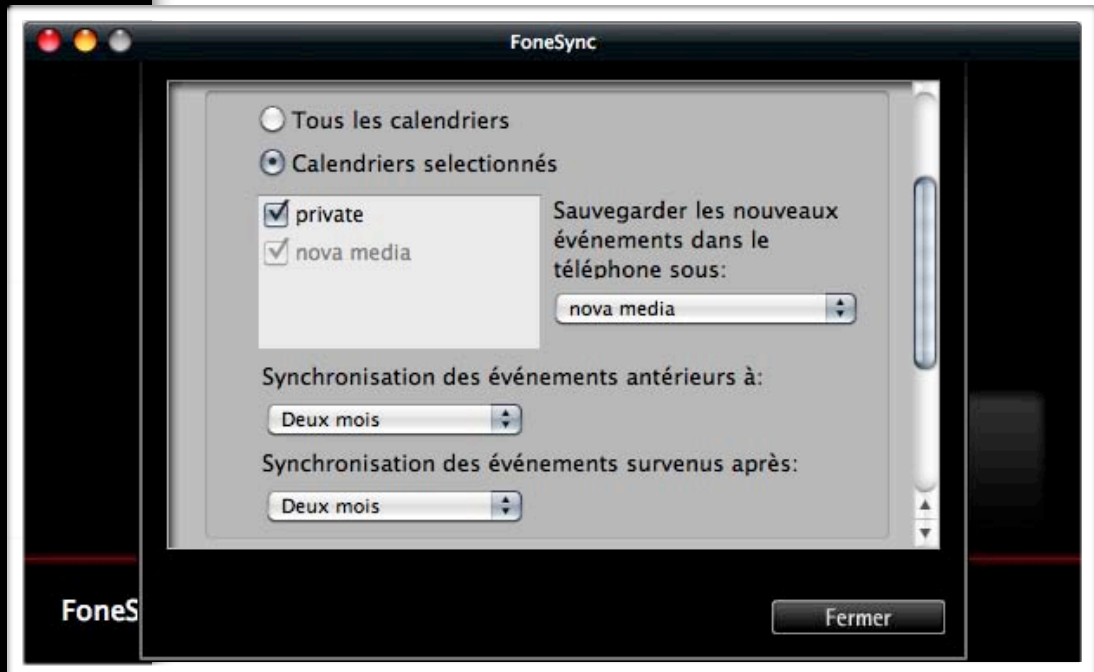 FoneSync
Tous les calendriers
Calendriers selectionnés
private
nova media
Sauvegarder les nouveaux
événements dans le
téléphone sous:
nova media
Synchronisation des événements antérieurs à:
Deux mois
Synchronisation des événements survenus après:
Deux mois
FoneS
Fermer